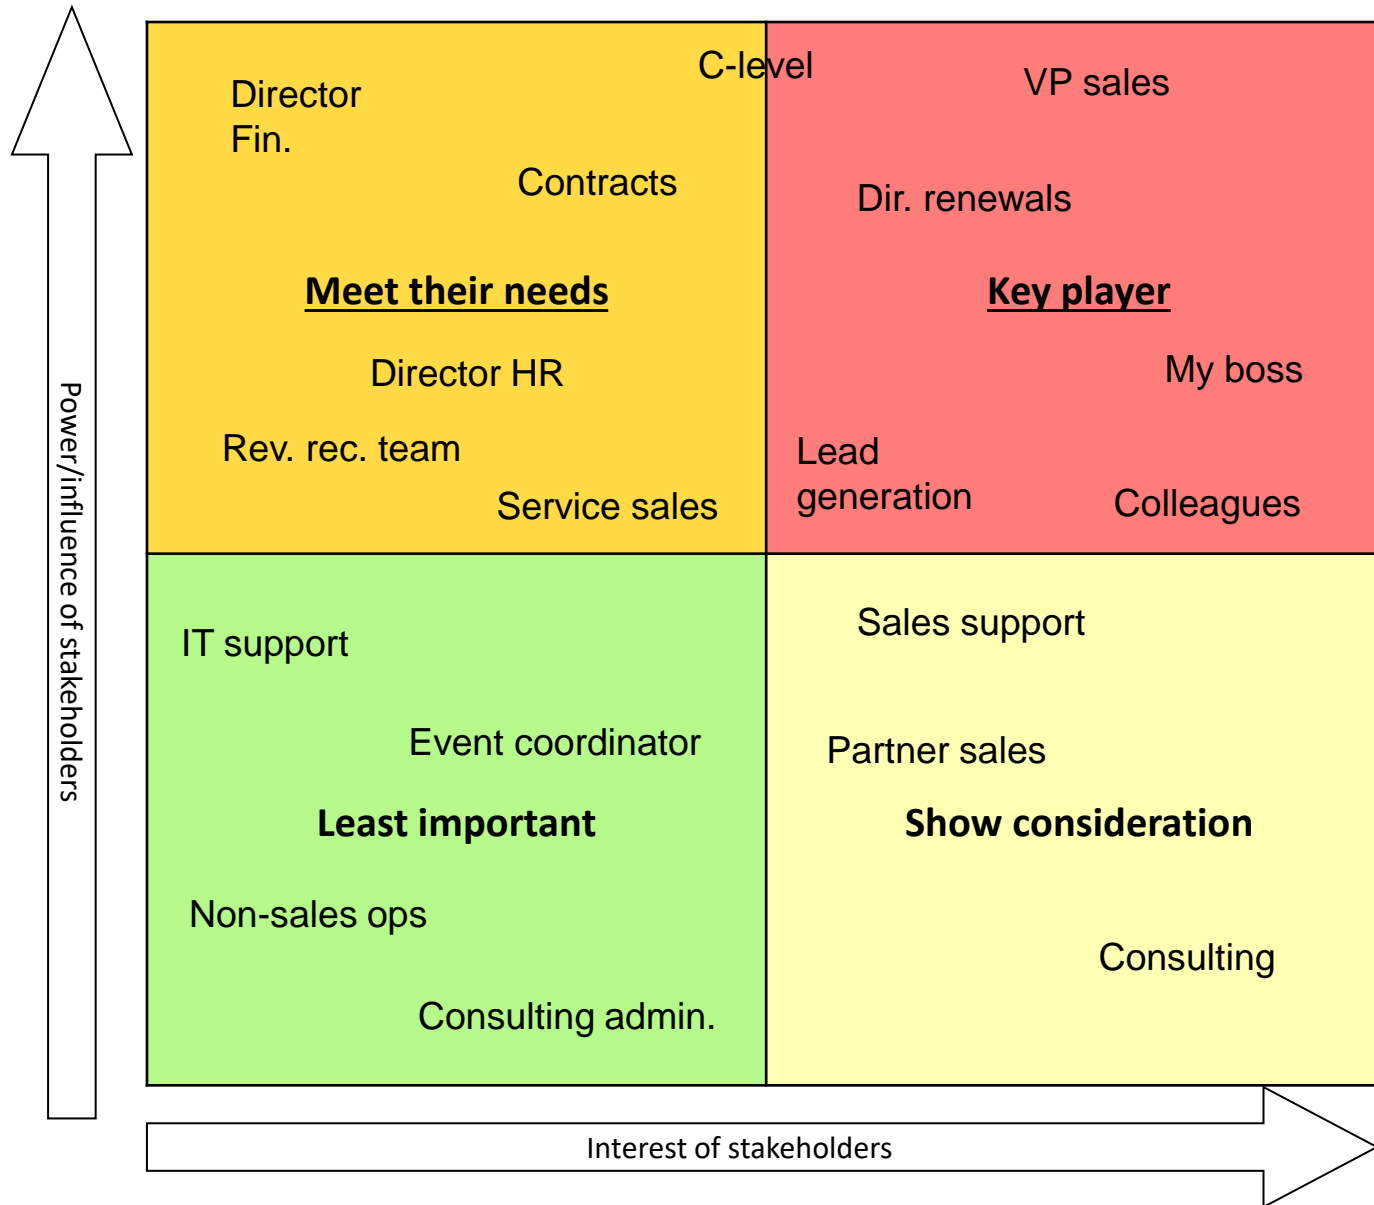 C-level
VP sales
Director
Fin.
Contracts
Dir. renewals
Meet their needs
Key player
Director HR
My boss
Rev. rec. team
Lead
generation
Service sales
Colleagues
Power/influence of stakeholders
IT support
Sales support
Event coordinator
Partner sales
Least important
Show consideration
Non-sales ops
Consulting
Consulting admin.
Interest of stakeholders